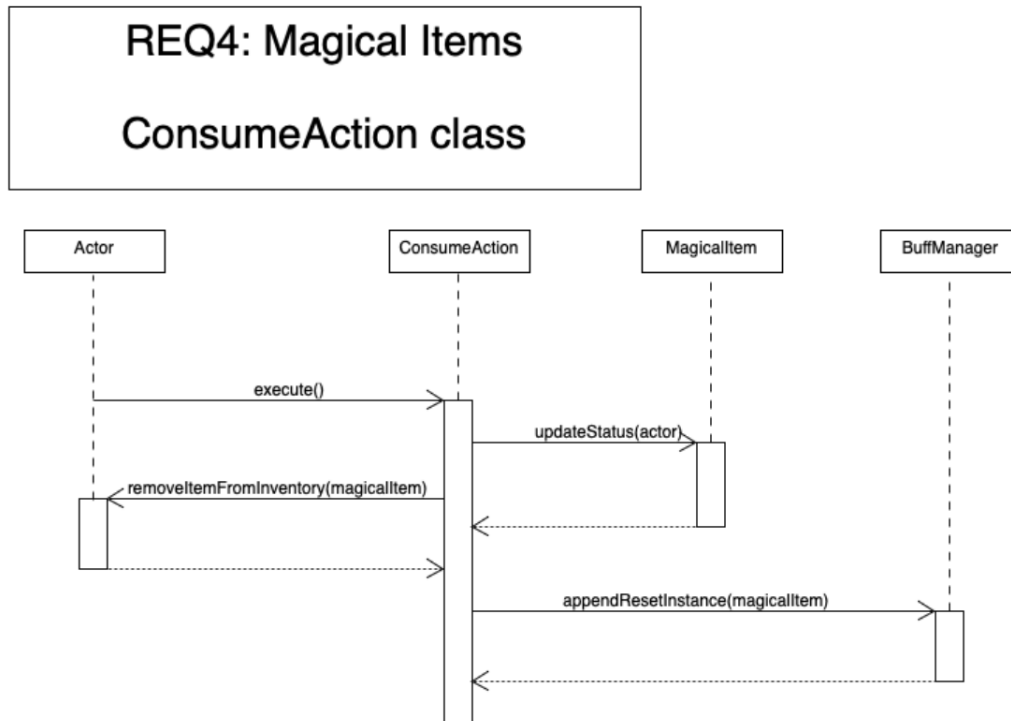 REQ4: Magical Items
ConsumeAction class
Actor
ConsumeAction
MagicalItem
BuffManager
execute()
updateStatus(actor)
removeItemFromInventory(magicalItem)
appendResetInstance(magicalItem)